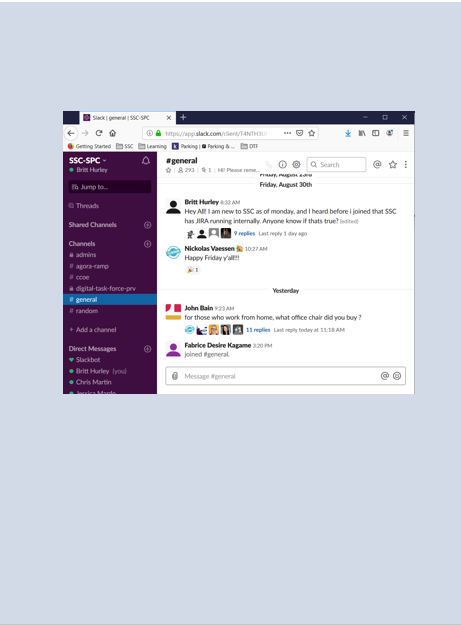 Slack | general | SSC-SPC
https://app.slack.com/client/T4NTH3U
Getting Started SSC Learning Parking | Parking & ... DTF
SSC-SPC
Britt Hurley
Jump to...
Threads
Shared Channels
Channels
admins
# agora-ramp
# ccoe
digital-task-force-prv
# general
# random
+ Add a channel
Direct Messages
Slackbot
Britt Hurley (you)
Chris Martin
Jessica Mardo
#general
293 | 1 | Hi! Please reme...
Search
Friday, August 23rd
Friday, August 30th
Britt Hurley 8:32 AM
Hey All! I am new to SSC as of monday, and I heard before i joined that SSC
has JIRA running internally. Anyone know if thats true? (edited)
9 replies Last reply 1 day ago
Nickolas Vaessen 10:27 AM
Happy Friday y'all!!!
1
Yesterday
John Bain 9:21 AM
for those who work from home, what office chair did you buy ?
11 replies Last reply today at 11:18 AM
Fabrice Desire Kagame 3:20 PM
joined #general.
Message #general